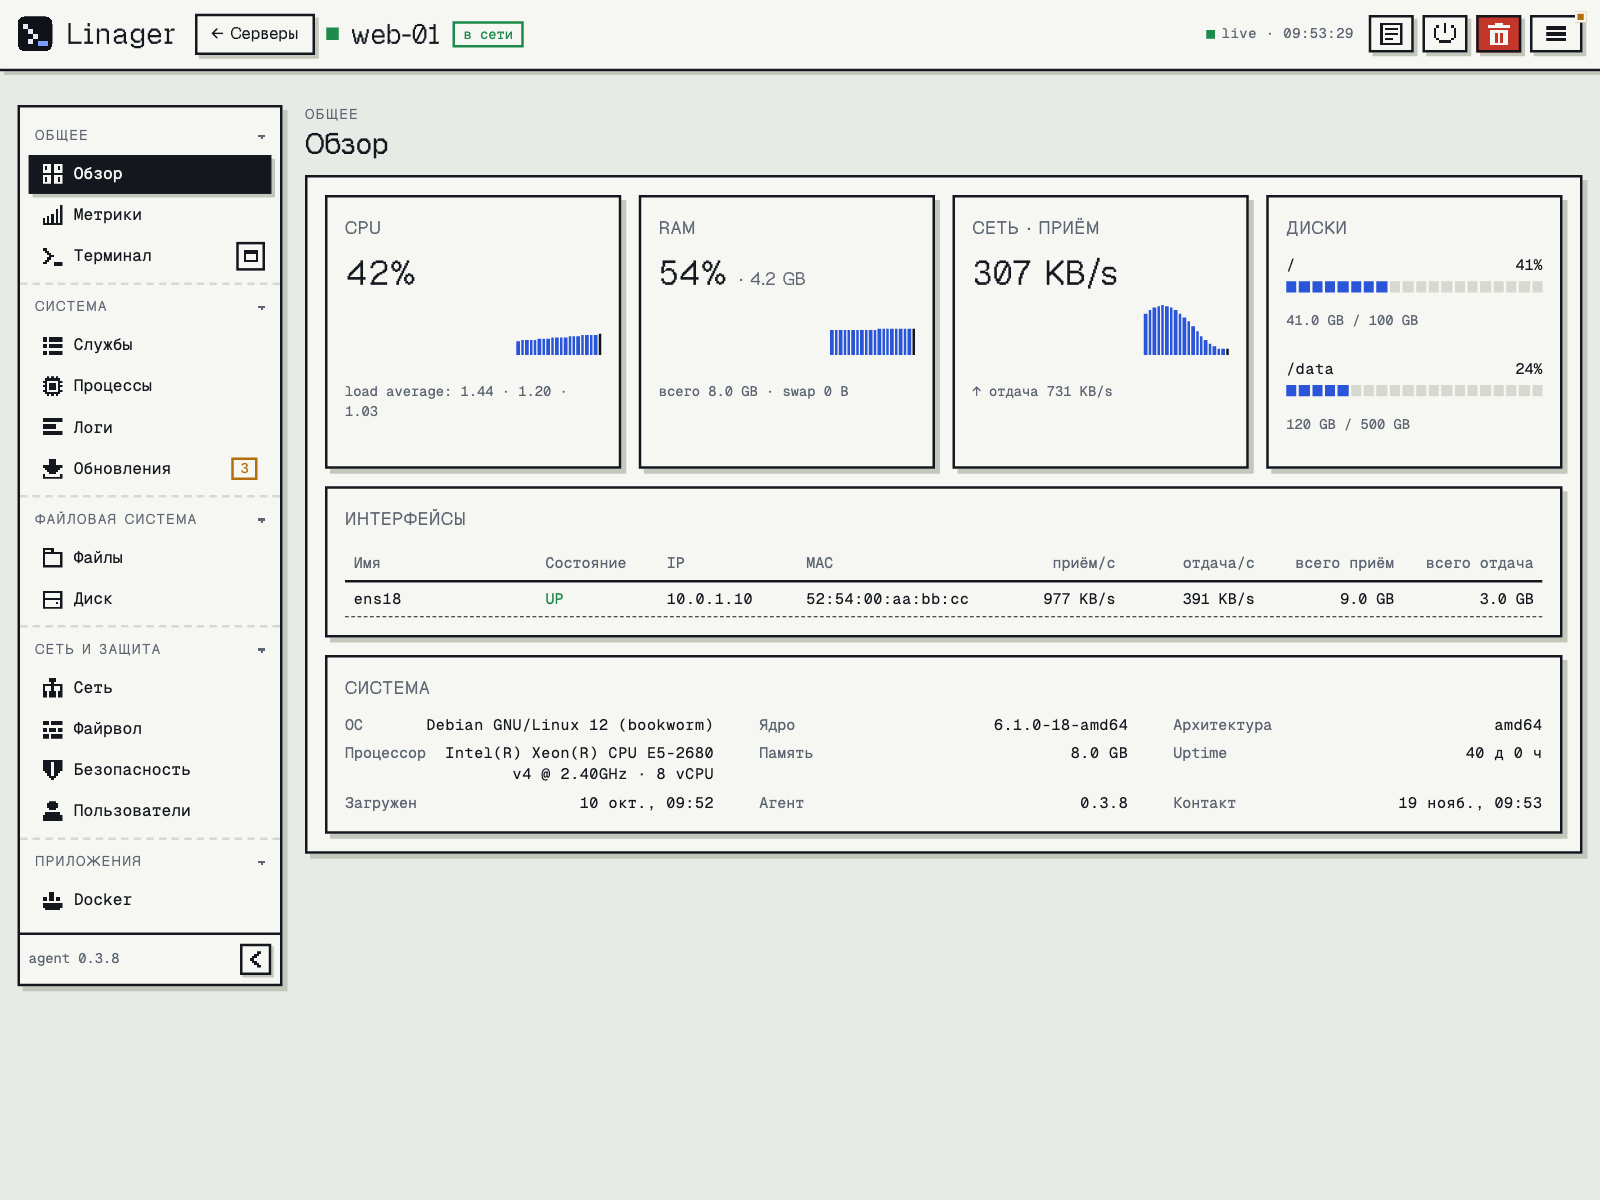 Linager
← Серверы
web-01
в сети
live · 09:53:29
ОБЩЕЕ
Обзор
Метрики
Терминал
СИСТЕМА
Службы
Процессы
Логи
Обновления 3
ФАЙЛОВАЯ СИСТЕМА
Файлы
Диск
СЕТЬ И ЗАЩИТА
Сеть
Файрвол
Безопасность
Пользователи
ПРИЛОЖЕНИЯ
Docker
agent 0.3.8
ОБЩЕЕ
Обзор
CPU
42%
load average: 1.44 · 1.20 ·
1.03
RAM
54% · 4.2 GB
всего 8.0 GB · swap 0 B
СЕТЬ · ПРИЁМ
307 KB/s
↑ отдача 731 KB/s
ДИСКИ
/ 41%
41.0 GB / 100 GB
/data 24%
120 GB / 500 GB
ИНТЕРФЕЙСЫ
Имя Состояние IP MAC приём/с отдача/с всего приём всего отдача
ens18 UP 10.0.1.10 52:54:00:aa:bb:cc 977 KB/s 391 KB/s 9.0 GB 3.0 GB
СИСТЕМА
ОС Debian GNU/Linux 12 (bookworm) Ядро 6.1.0-18-amd64 Архитектура amd64
Процессор Intel(R) Xeon(R) CPU E5-2680 Память 8.0 GB Uptime 40 д 0 ч
v4 @ 2.40GHz · 8 vCPU
Загружен 10 окт., 09:52 Агент 0.3.8 Контакт 19 нояб., 09:53